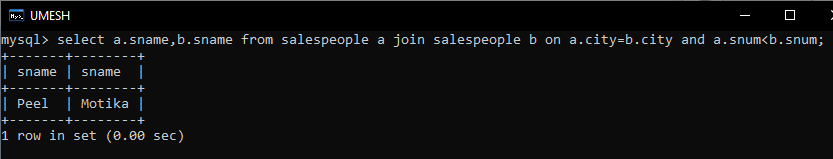 UMESH
mysql> select a.sname,b.sname from salespeople a join salespeople b on a.city=b.city and a.snum<b.snum;
+-------+--------+
| sname | sname  |
+-------+--------+
| Peel  | Motika |
+-------+--------+
1 row in set (0.00 sec)